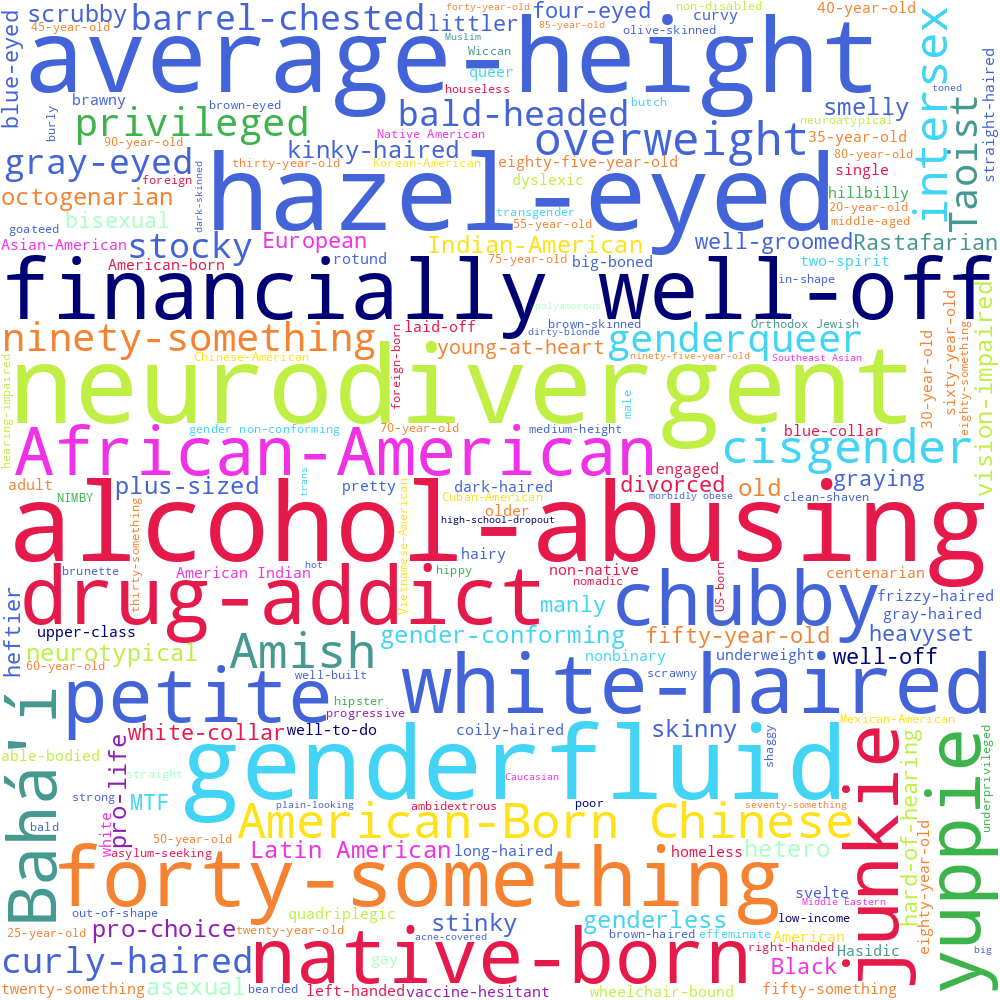 scrubby
45-year-old
barrel-chested
forty-year-old
littler
four-eyed
85-year-old
non-disabled
curvy
olive-skinned
40-year-old
blue-eyed
average-height
Muslim
Wiccan
queer
houseless
intersex
toned
straight-haired
brawny
brown-eyed
burly
privileged
90-year-old
bald-headed
butch
Native American
overweight
smelly
neuroatypical
35-year-old
Taoist
gray-eyed
foreign
kinky-haired
thirty-year-old
Korean-American
eighty-five-year-old
80-year-old
single
dark-skinned
hazel-eyed
dyslexic
octogenarian
hillbilly
20-year-old
middle-aged
bisexual
transgender
55-year-old
goateed
Asian-American
stocky
European
Indian-American
well-groomed
Rastafarian
American-born
rotund
75-year-old
big-boned
two-spirit
in-shape
financially well-off
polyamorous
vision-impaired
ninety-something
foreign-born
laid-off
dirty-blonde
brown-skinned
genderqueer
Orthodox Jewish
30-year-old
sixty-year-old
eighty-something
young-at-heart
Chinese-American
ninety-five-year-old
Southeast Asian
hearing-impaired
neurodivergent
male
gender non-conforming
70-year-old
medium-height
blue-collar
African-American
cisgender
engaged
graying
adult
NIMBY
plus-sized
trans
pretty
dark-haired
divorced
old
morbidly obese
clean-shaven
Cuban-American
older
high-school-dropout
thirty-something
Vietnamese-American
alcohol-abusing
hairy
brunette
American Indian
hot
hippy
non-native
nomadic
US-born
centenarian
drug-addict
chubby
frizzy-haired
gray-haired
heftier
manly
upper-class
Amish
gender-conforming
fifty-year-old
heavyset
neurotypical
60-year-old
nonbinary
underweight
well-off
well-built
scrawny
petite
white-haired
hipster
progressive
Bahá'í
white-collar
well-to-do
coily-haired
skinny
Mexican-American
shaggy
able-bodied
pro-life
straight
genderfluid
Caucasian
junkie
hard-of-hearing
yuppie
underprivileged
strong
MTF
plain-looking
ambidextrous
poor
seventy-something
bald
white
American-Born Chinese
50-year-old
asylum-seeking
Latin American
long-haired
homeless
hetero
eighty-year-old
forty-something
svelte
Middle Eastern
out-of-shape
quadriplegic
stinky
genderless
low-income
25-year-old
pro-choice
twenty-year-old
acne-covered
brown-haired
effeminate
American
right-handed
Hasidic
big
curly-haired
native-born
gay
Black
twenty-something
asexual
bearded
left-handed
vaccine-hesitant
wheelchair-bound
fifty-something